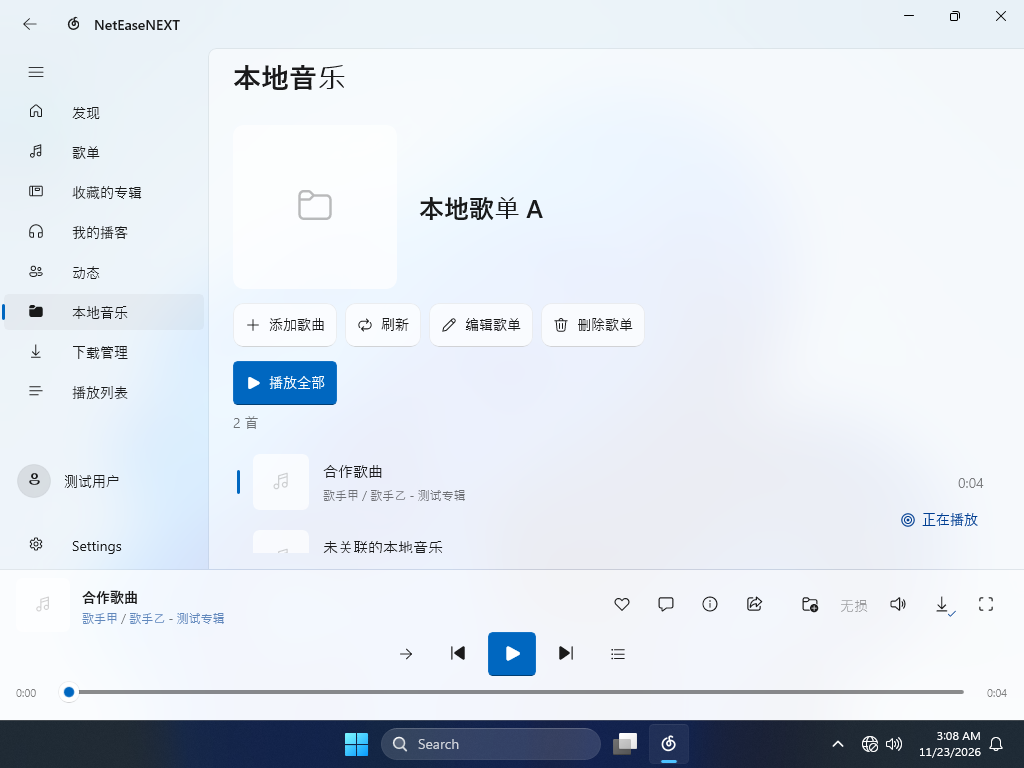 NetEaseNEXT
本地音乐
发现
歌单
收藏的专辑
我的播客
动态
本地音乐
下载管理
播放列表
测试用户
Settings
本地歌单 A
添加歌曲
刷新
编辑歌单
删除歌单
播放全部
2 首
合作歌曲
歌手甲 / 歌手乙 - 测试专辑
0:04
正在播放
未关联的本地音乐
合作歌曲
歌手甲 / 歌手乙 - 测试专辑
无损
0:00
0:04
Search
3:08 AM
11/23/2026